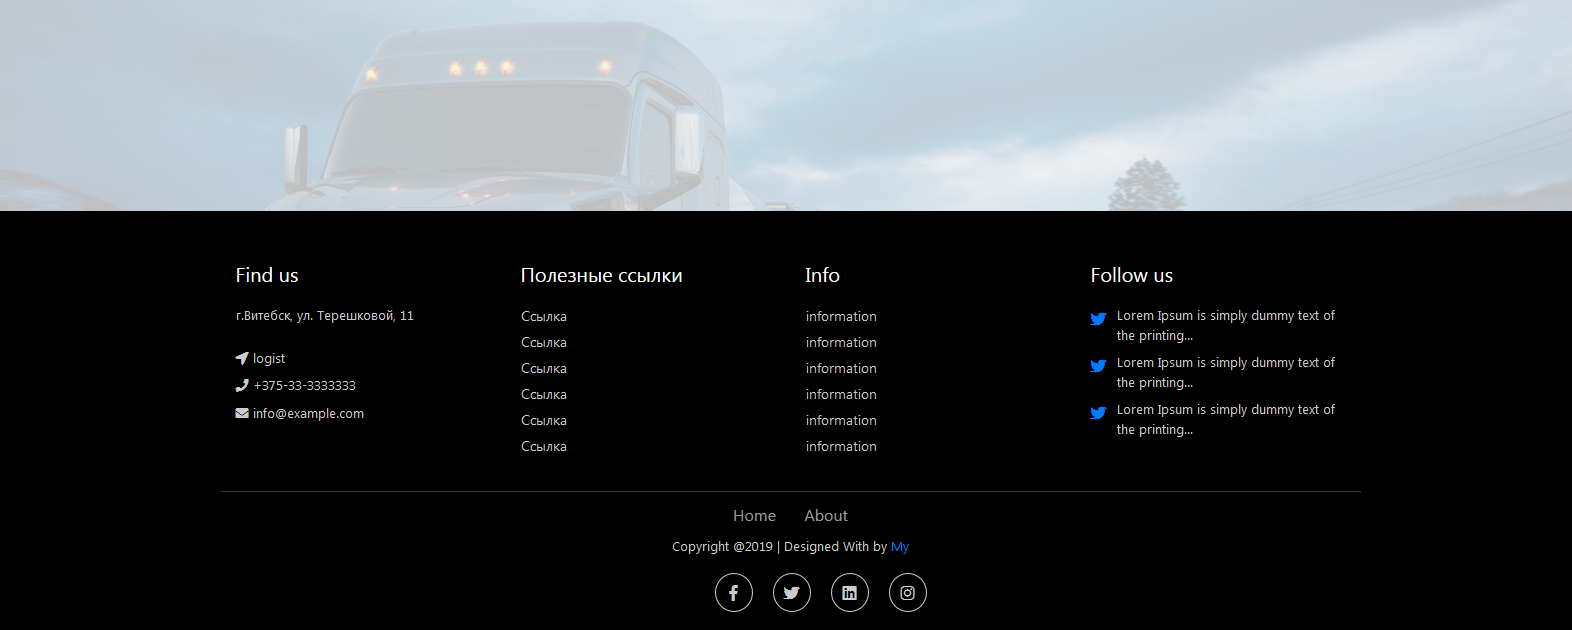 Find us
г.Витебск, ул. Терешковой, 11
logist
+375-33-3333333
info@example.com
Полезные ссылки
Ссылка
Ссылка
Ссылка
Ссылка
Ссылка
Ссылка
Info
information
information
information
information
information
information
Follow us
Lorem Ipsum is simply dummy text of
the printing...
Lorem Ipsum is simply dummy text of
the printing...
Lorem Ipsum is simply dummy text of
the printing...
Home About
Copyright @2019 | Designed With by My